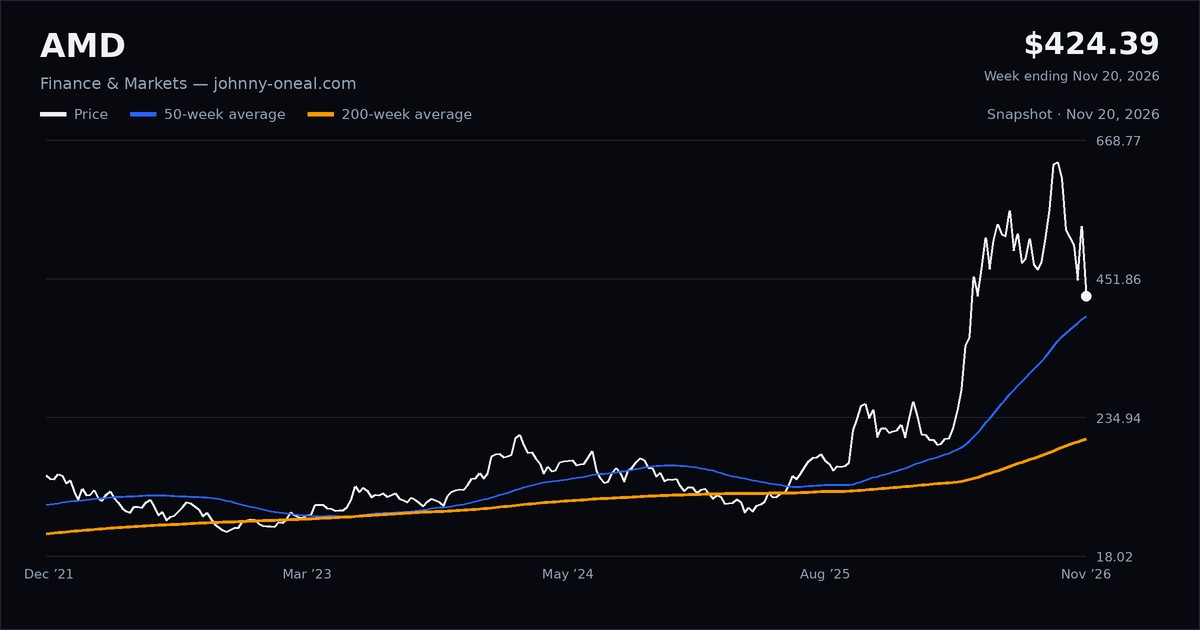 AMD
$424.39
Finance & Markets — johnny-oneal.com
Week ending Nov 20, 2026
Price
50-week average
200-week average
Snapshot · Nov 20, 2026
668.77
451.86
234.94
18.02
Dec ’21
Mar ’23
May ’24
Aug ’25
Nov ’26